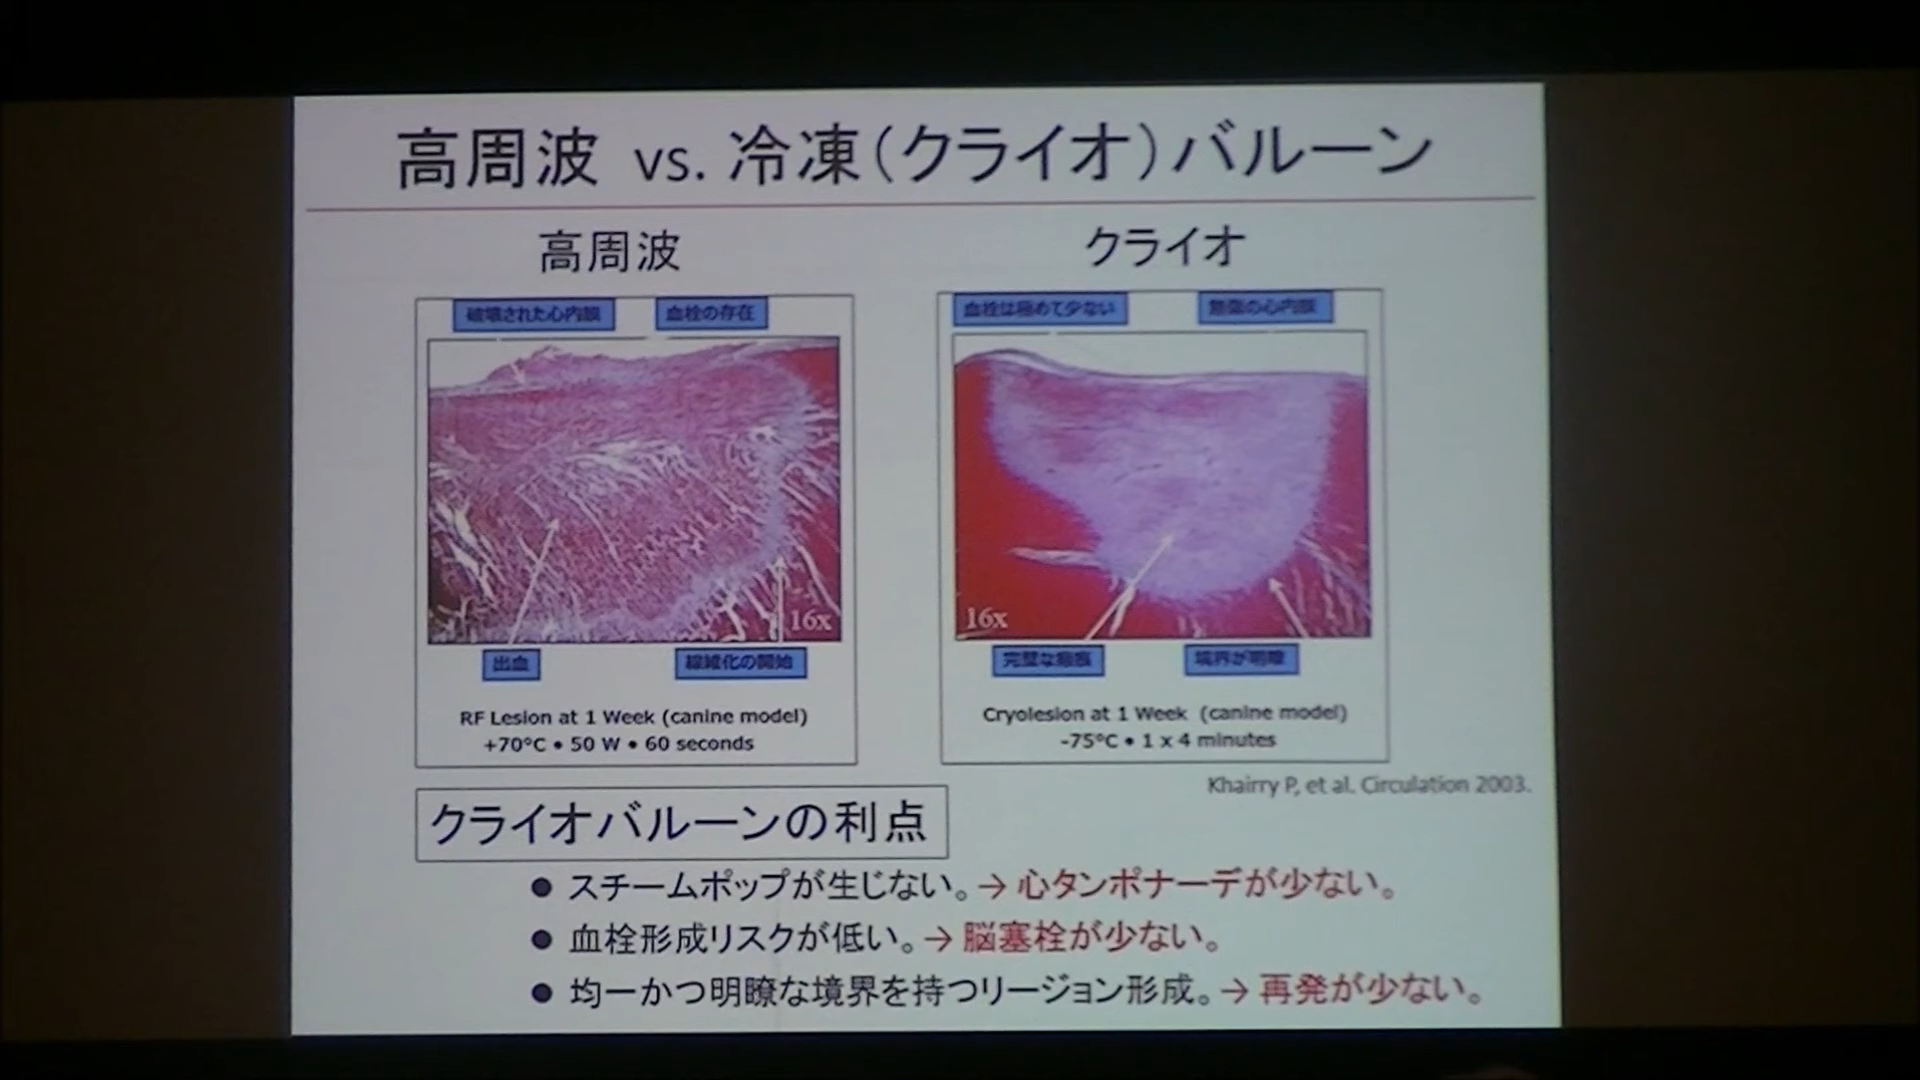 高周波 vs. 冷凍（クライオ）バルーン
高周波
クライオ
破壊された心内膜
血栓の存在
血栓は極めて少ない
無傷の心内膜
16x
16x
出血
線維化の開始
完璧な瘢痕
境界が明瞭
RF Lesion at 1 Week (canine model)
+70°C • 50 W • 60 seconds
Cryolesion at 1 Week (canine model)
-75°C • 1 x 4 minutes
Khairry P, et al. Circulation 2003.
クライオバルーンの利点
● スチームポップが生じない。→ 心タンポナーデが少ない。
● 血栓形成リスクが低い。→ 脳塞栓が少ない。
● 均一かつ明瞭な境界を持つリージョン形成。→ 再発が少ない。